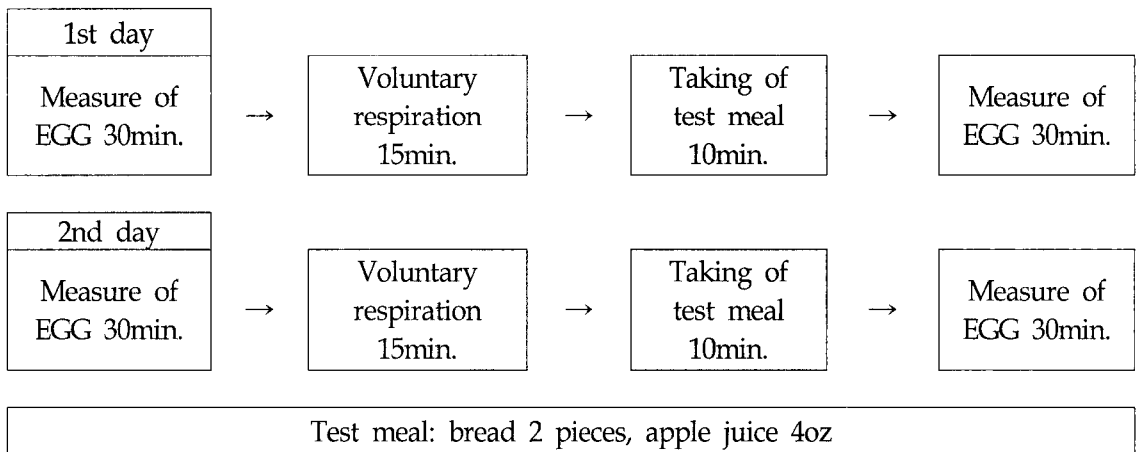 1st day
Measure of
EGG 30min.
→
Voluntary
respiration
15min.
→
Taking of
test meal
10min.
→
Measure of
EGG 30min.
2nd day
Measure of
EGG 30min.
→
Voluntary
respiration
15min.
→
Taking of
test meal
10min.
→
Measure of
EGG 30min.
Test meal: bread 2 pieces, apple juice 4oz